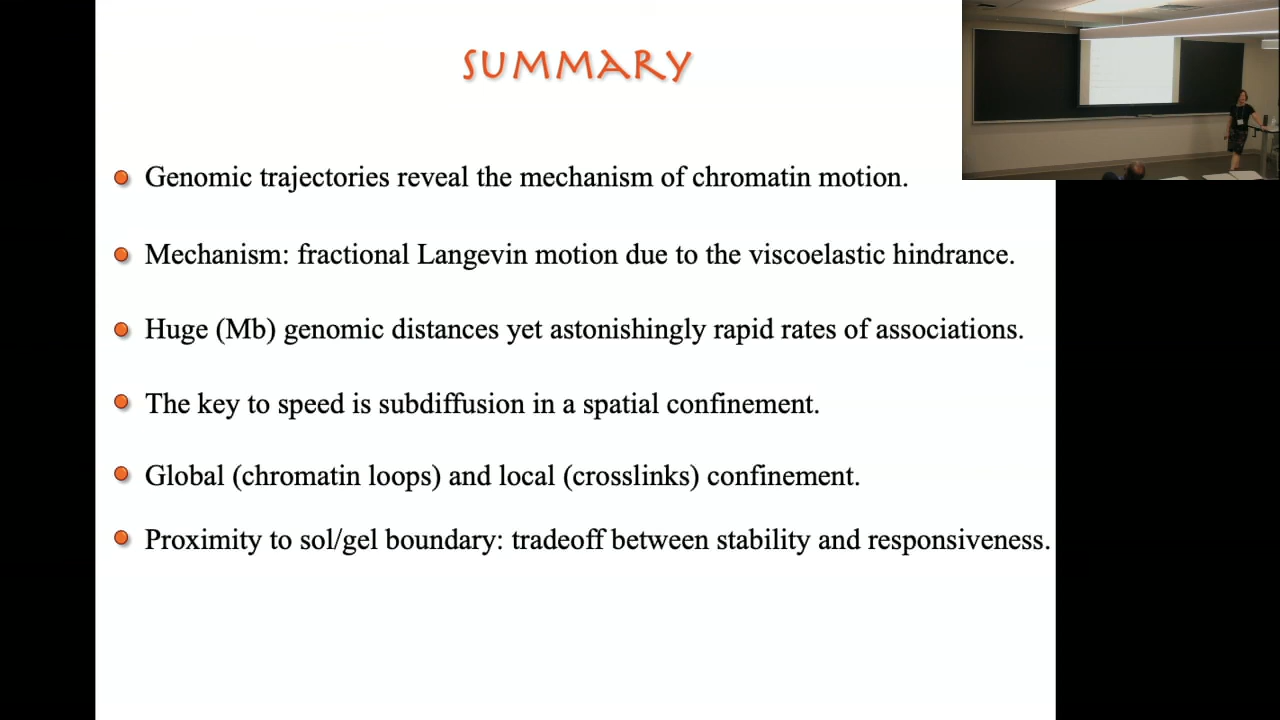 SUMMARY
Genomic trajectories reveal the mechanism of chromatin motion.
Mechanism: fractional Langevin motion due to the viscoelastic hindrance.
Huge (Mb) genomic distances yet astonishingly rapid rates of associations.
The key to speed is subdiffusion in a spatial confinement.
Global (chromatin loops) and local (crosslinks) confinement.
Proximity to sol/gel boundary: tradeoff between stability and responsiveness.